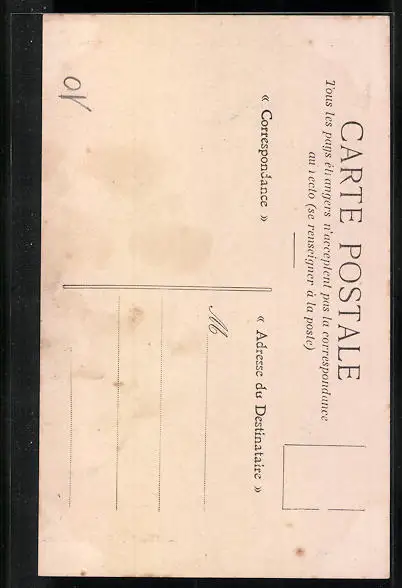 CARTE POSTALE
Tous les pays étrangers n'acceptent pas la correspondance
au recto (se renseigner à la poste)
« Correspondance »
« Adresse du Destinataire »
M